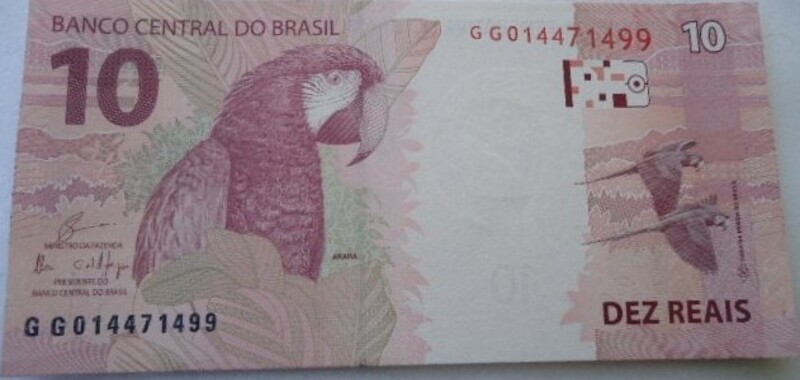 BANCO CENTRAL DO BRASIL
GG014471499
10
10
MINISTRO DA FAZENDA
PRESIDENTE DO
BANCO CENTRAL DO BRASIL
ARARA
GG014471499
10
DEZ REAIS